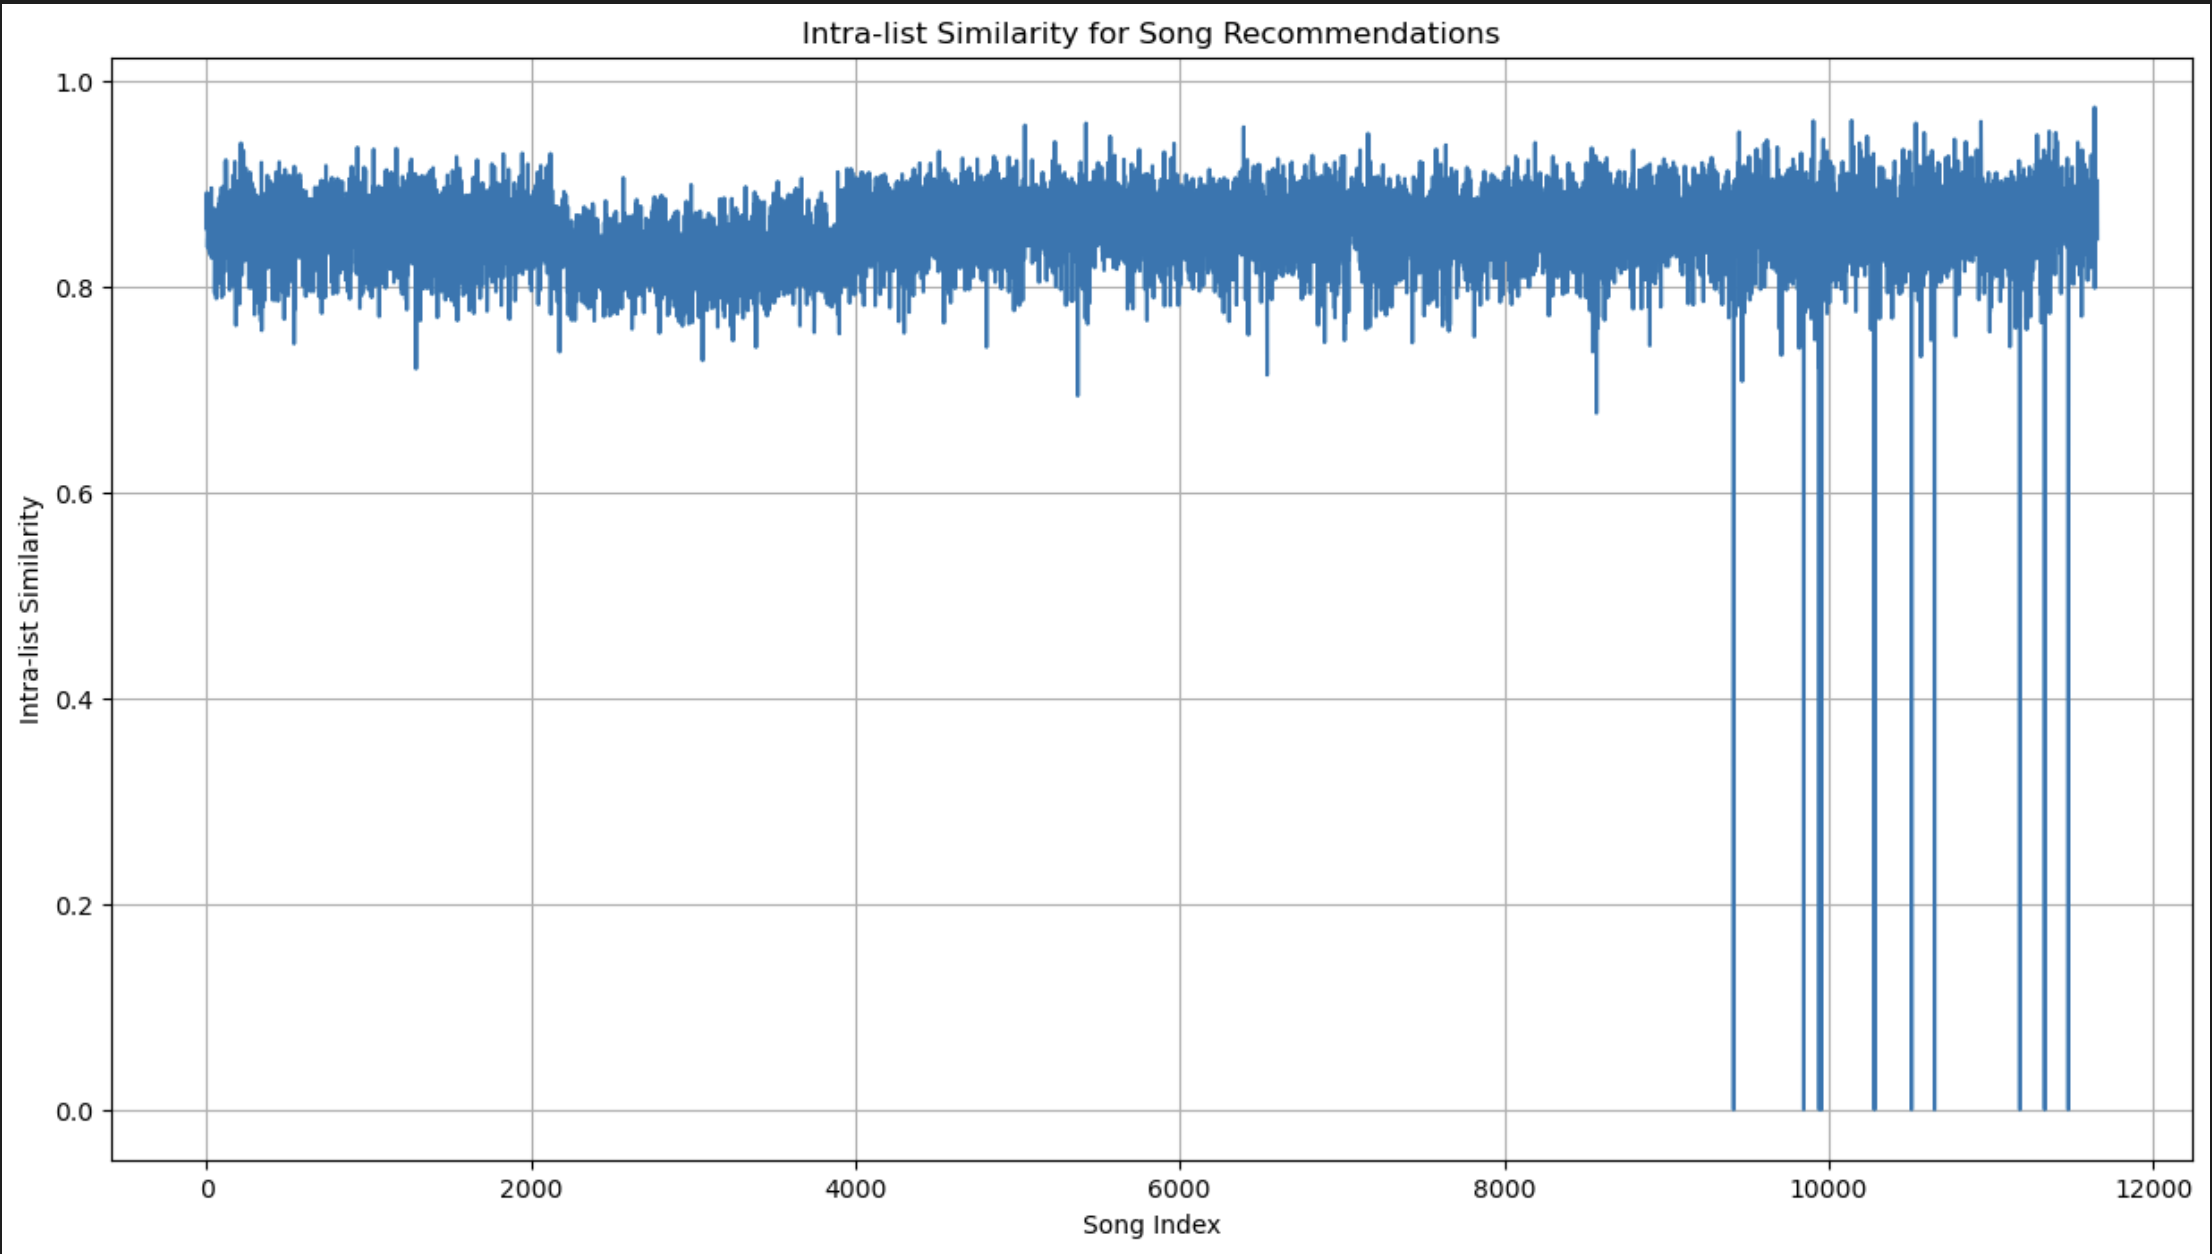 Intra-list Similarity for Song Recommendations
1.0
0.8
0.6
0.4
0.2
0.0
Intra-list Similarity
0 2000 4000 6000 8000 10000 12000
Song Index